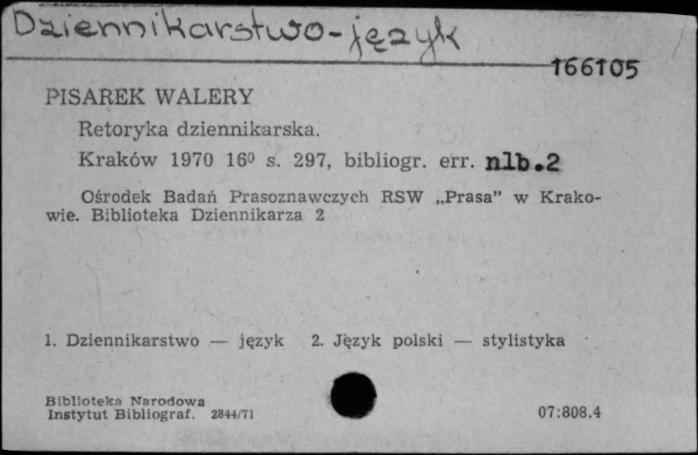 Dziennikarstwo-język
166105
PISAREK WALERY
Retoryka dziennikarska.
Kraków 1970 16⁰ s. 297, bibliogr. err. nlb.2
Ośrodek Badań Prasoznawczych RSW „Prasa” w Krako-
wie. Biblioteka Dziennikarza 2
1. Dziennikarstwo — język 2. Język polski — stylistyka
Biblioteka Narodowa
Instytut Bibliograf. 2844/71
07:808.4